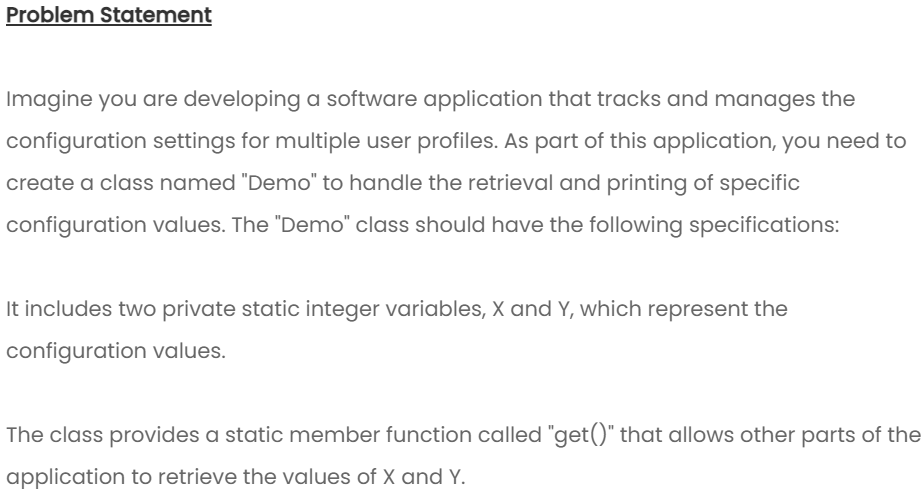 Problem Statement
Imagine you are developing a software application that tracks and manages the
configuration settings for multiple user profiles. As part of this application, you need to
create a class named "Demo" to handle the retrieval and printing of specific
configuration values. The "Demo" class should have the following specifications:
It includes two private static integer variables, X and Y, which represent the
configuration values.
The class provides a static member function called "get()" that allows other parts of the
application to retrieve the values of X and Y.